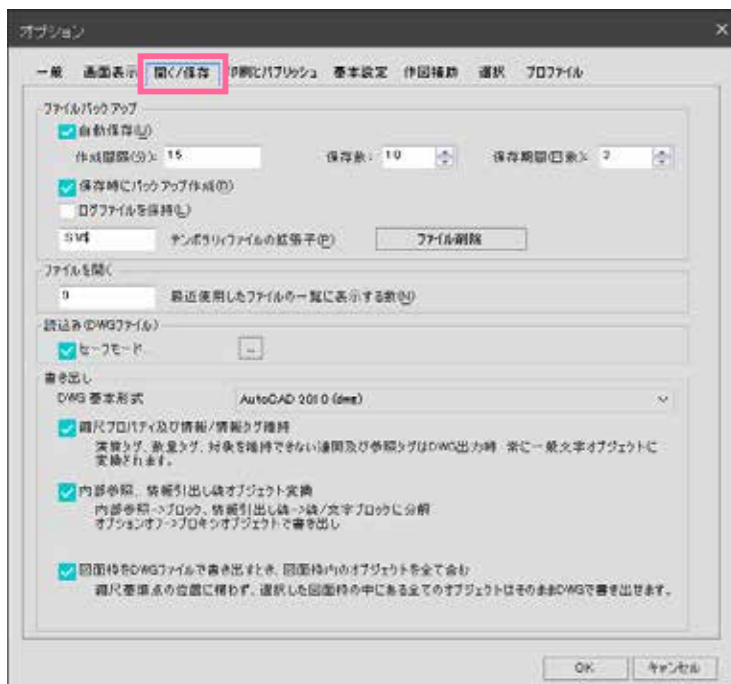 オプション
×
一般 画面表示 開く/保存 印刷とパブリッシュ 基本設定 作図補助 選択 プロファイル
ファイルバックアップ
自動保存(U)
作成間隔(分): 15 保存数: 10 保存期間(日数): 2
保存時にバックアップ作成(B)
ログファイルを保持(L)
SV$ テンポラリィファイルの拡張子(P) ファイル削除
ファイルを開く
9 最近使用したファイルの一覧に表示する数(N)
読込み(DWGファイル)
セーフモード ...
書き出し
DWG 基本形式 AutoCAD 2010 (dwg)
縮尺プロパティ及び情報/情報タグ維持
面積タグ、数量タグ、対象を維持できない連関及び参照タグはDWG出力時 常に一般文字オブジェクトに
変換されます。
内部参照、情報引出し線オブジェクト変換
内部参照->ブロック、情報引出し線->線/文字ブロックに分解
オプションオフ->プロキシオブジェクトで書き出し
図面枠をDWGファイルで書き出すとき、図面枠内のオブジェクトを全て含む
縮尺基準点の位置に構わず、選択した図面枠の中にある全てのオブジェクトはそのままDWGで書き出せます。
OK キャンセル